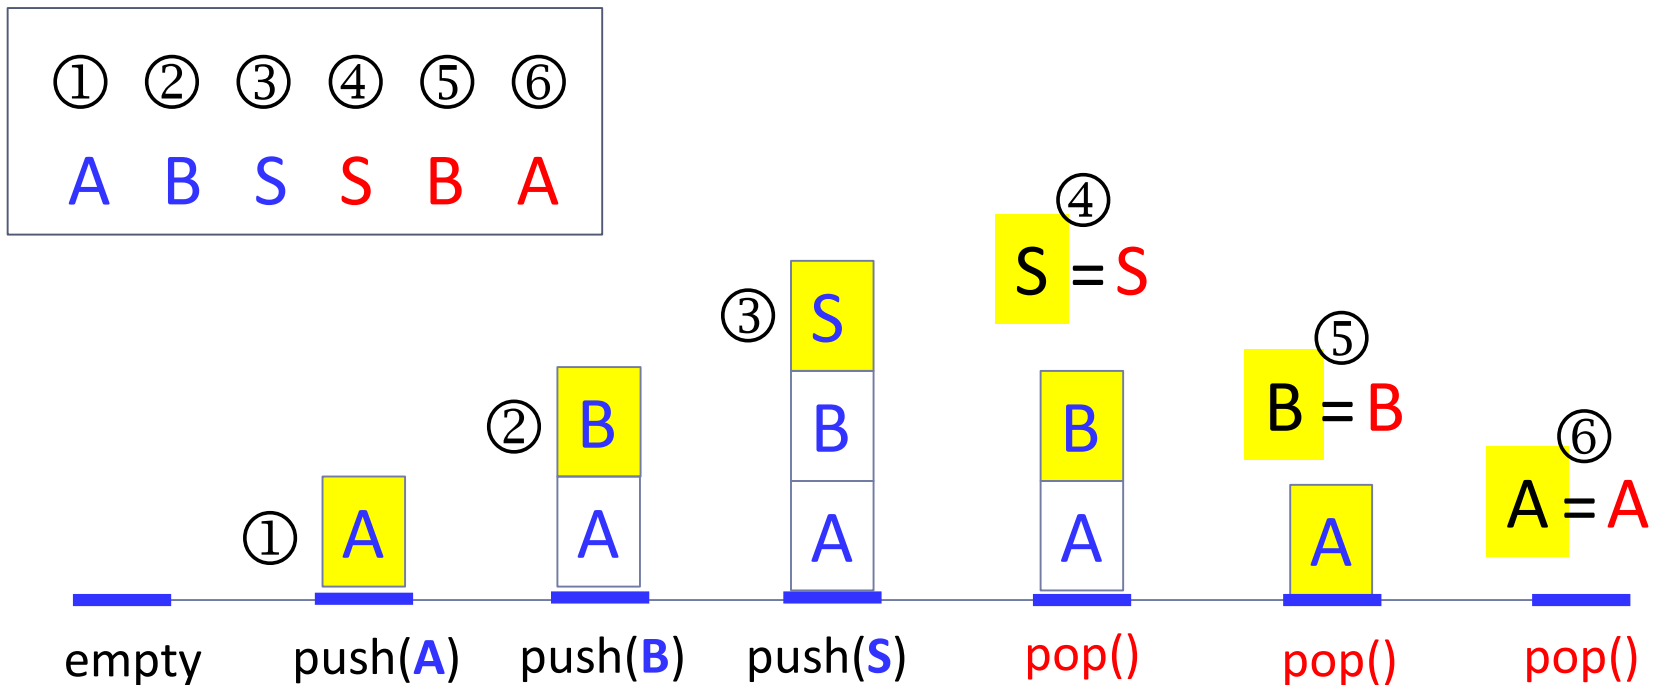 ① ② ③ ④ ⑤ ⑥
A B S S B A
④
S = S
③ S
⑤
B = B
② B
B
B
⑥
A = A
① A
A
A
A
A
empty push(A) push(B) push(S) pop() pop() pop()